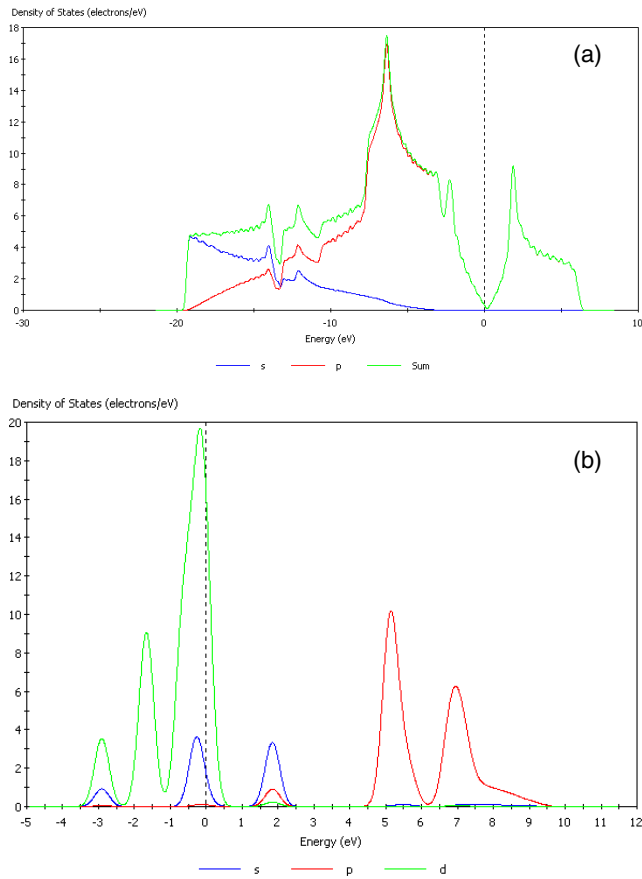 Density of States (electrons/eV)
18
16
14
12
10
8
6
4
2
0
(a)
-30 -20 -10 0 10
Energy (eV)
s p Sum
Density of States (electrons/eV)
20
18
16
14
12
10
8
6
4
2
0
(b)
-5 -4 -3 -2 -1 0 1 2 3 4 5 6 7 8 9 10 11 12
Energy (eV)
s p d